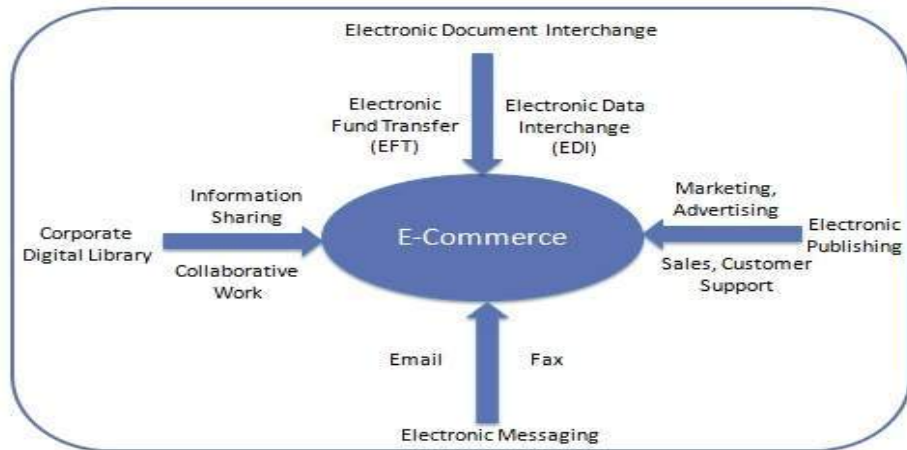 Electronic Document Interchange
Electronic
Fund Transfer
(EFT)
Electronic Data
Interchange
(EDI)
Information
Sharing
Marketing,
Advertising
Corporate
Digital Library
E-Commerce
Electronic
Publishing
Collaborative
Work
Sales, Customer
Support
Email
Fax
Electronic Messaging